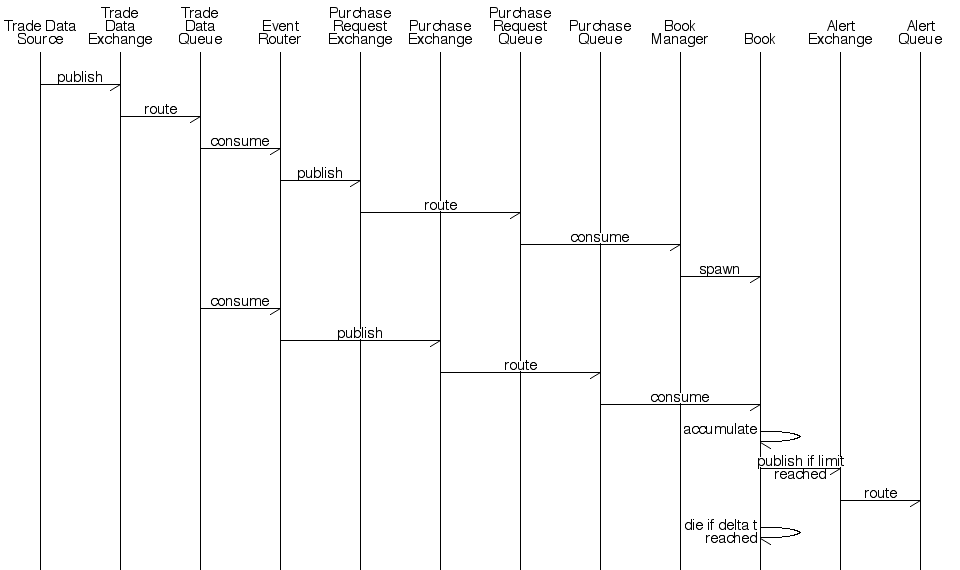 Trade Data
Source
Trade
Data
Exchange
Trade
Data
Queue
Event
Router
Purchase
Request
Exchange
Purchase
Exchange
Purchase
Request
Queue
Purchase
Queue
Book
Manager
Book
Alert
Exchange
Alert
Queue
publish
route
consume
publish
route
consume
spawn
consume
publish
route
consume
accumulate
publish if limit
reached
route
die if delta t
reached